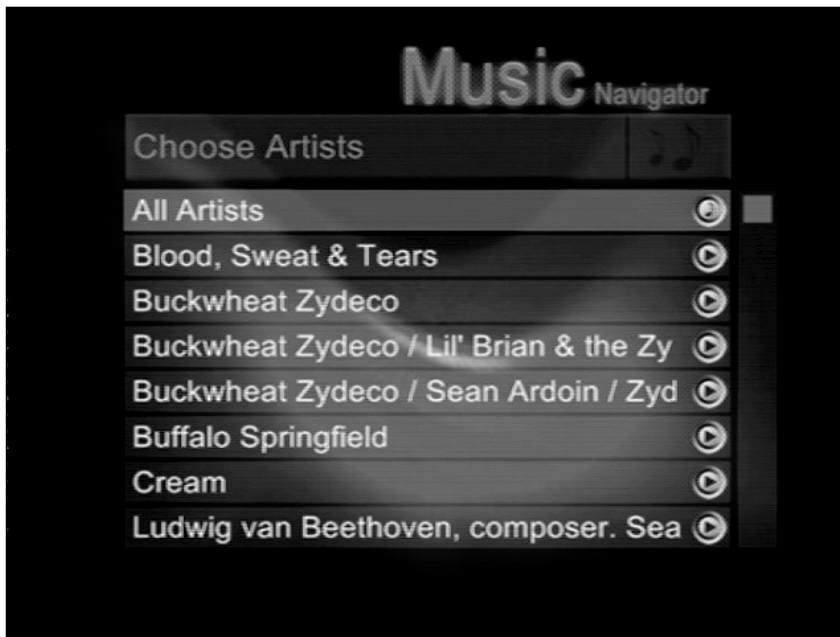 Music Navigator
Choose Artists
All Artists
Blood, Sweat & Tears
Buckwheat Zydeco
Buckwheat Zydeco / Lil' Brian & the Zy
Buckwheat Zydeco / Sean Ardoin / Zyd
Buffalo Springfield
Cream
Ludwig van Beethoven, composer. Sea